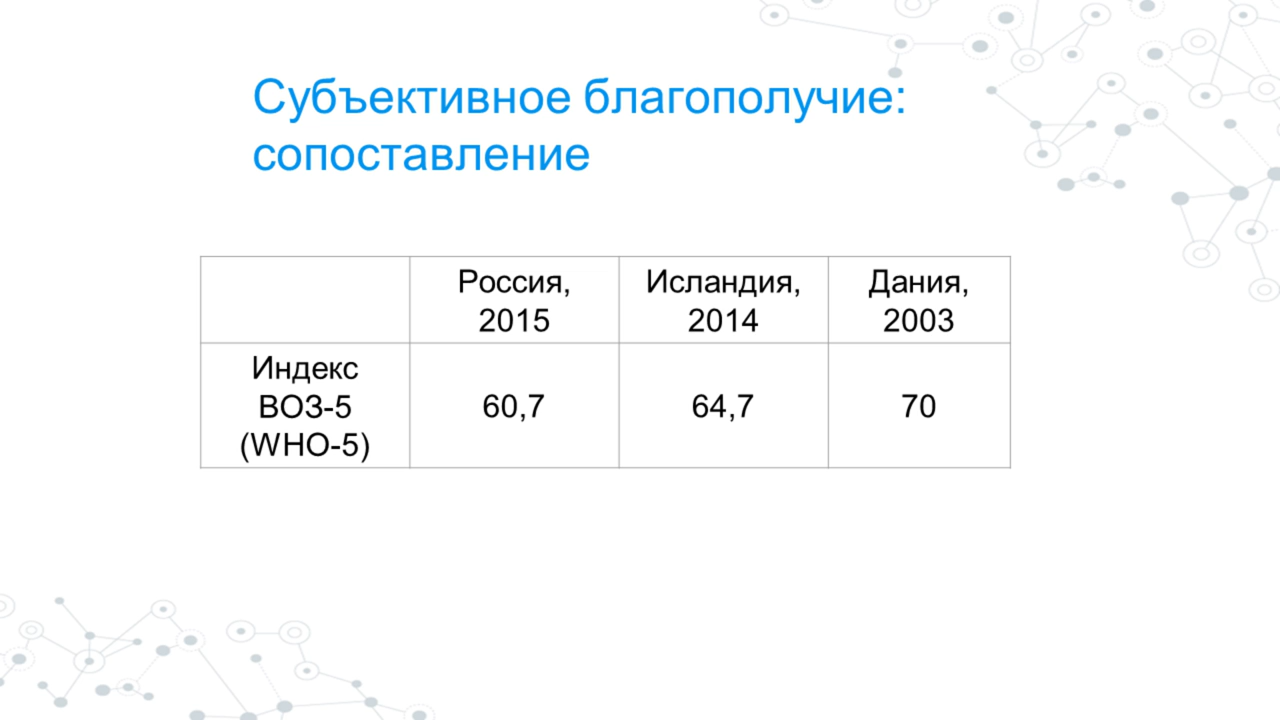 Субъективное благополучие:
сопоставление
Россия,
2015
Исландия,
2014
Дания,
2003
Индекс
ВОЗ-5
(WHO-5)
60,7
64,7
70